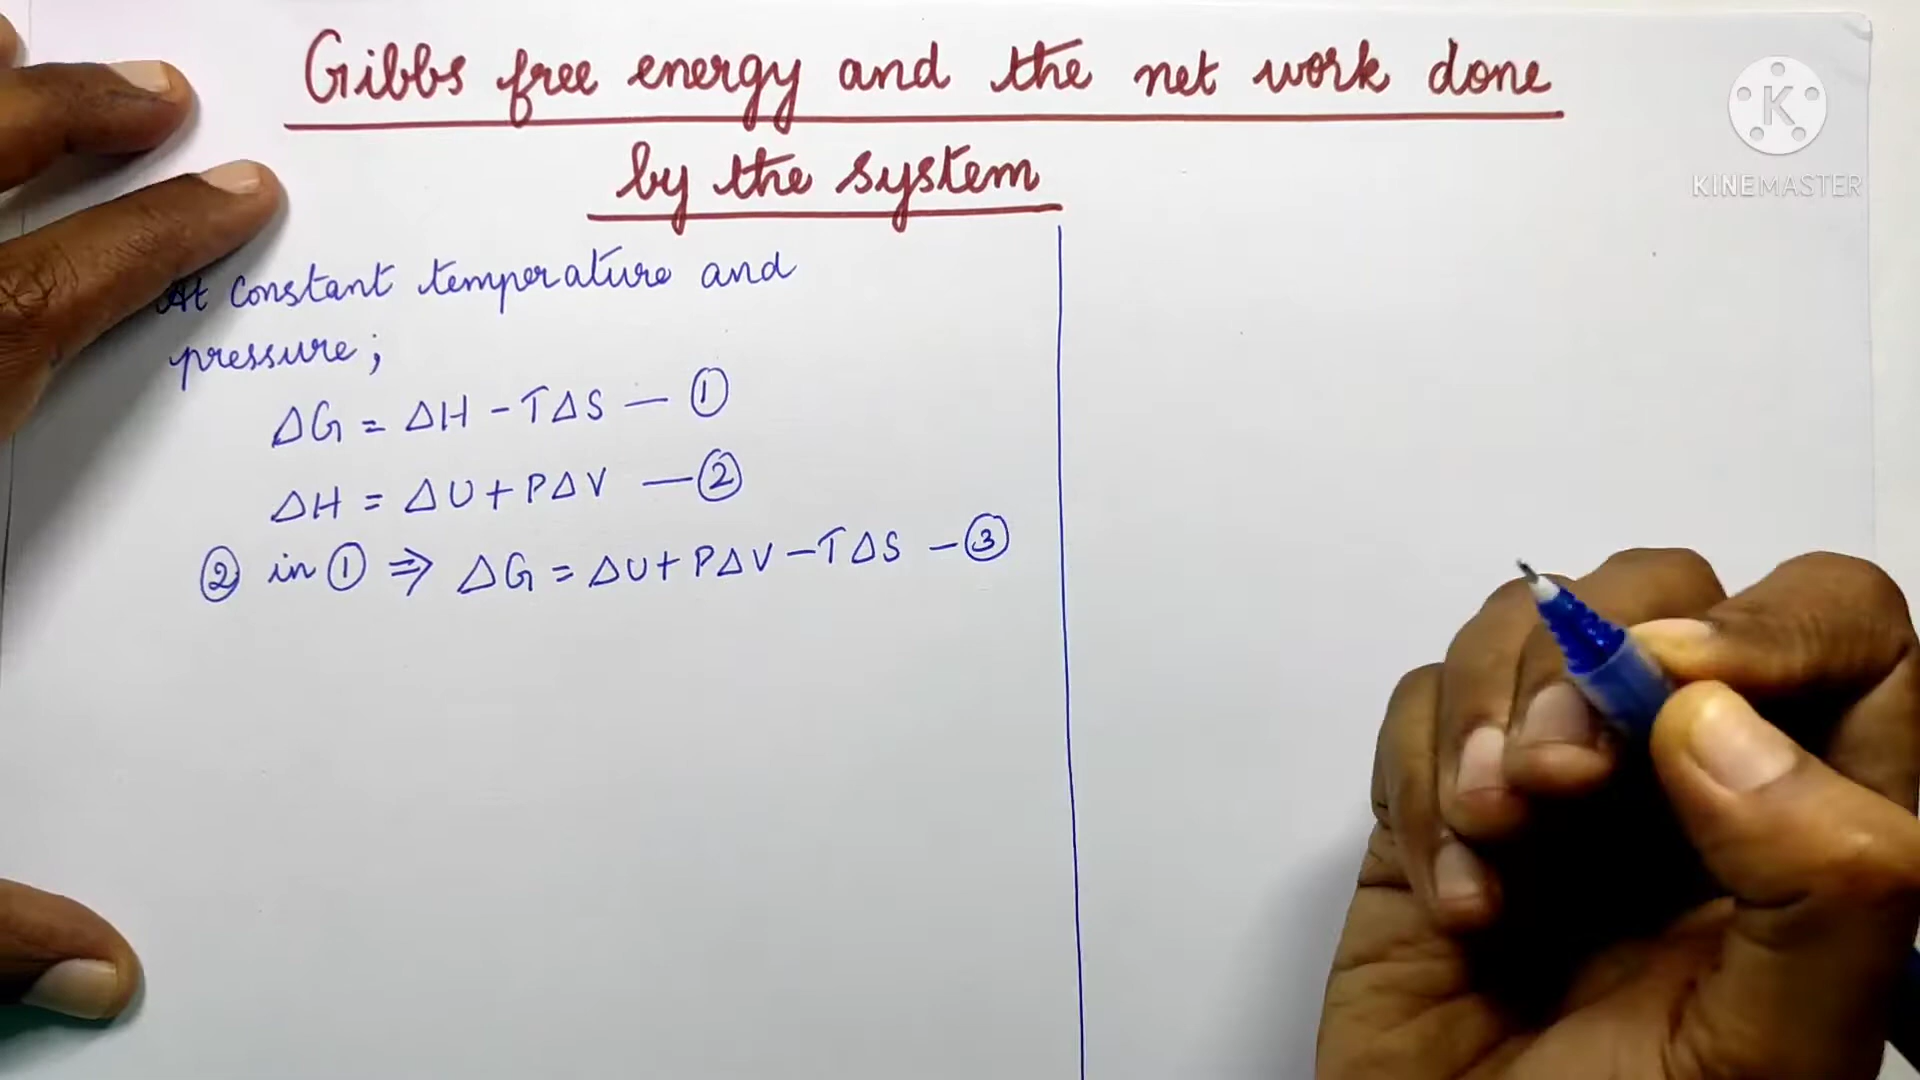 Gibbs free energy and the net work done
by the system
K
KINEMASTER
At constant temperature and
pressure;
ΔG = ΔH - TΔS — ①
ΔH = ΔU + PΔV — ②
② in ① ⇒ ΔG = ΔU + PΔV - TΔS - ③